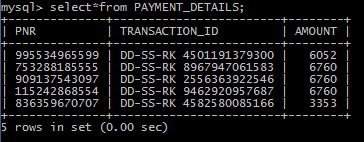 mysql> select*from PAYMENT_DETAILS;
+--------------+-----------------------+--------+
| PNR          | TRANSACTION_ID        | AMOUNT |
+--------------+-----------------------+--------+
| 995534965599 | DD-SS-RK 4501191379300 |   6052 |
| 753288185555 | DD-SS-RK 8967947061583 |   6760 |
| 909137543097 | DD-SS-RK 2556363922546 |   6760 |
| 115242868554 | DD-SS-RK 9462920957687 |   6760 |
| 836359670707 | DD-SS-RK 4582580085166 |   3353 |
+--------------+-----------------------+--------+
5 rows in set (0.00 sec)